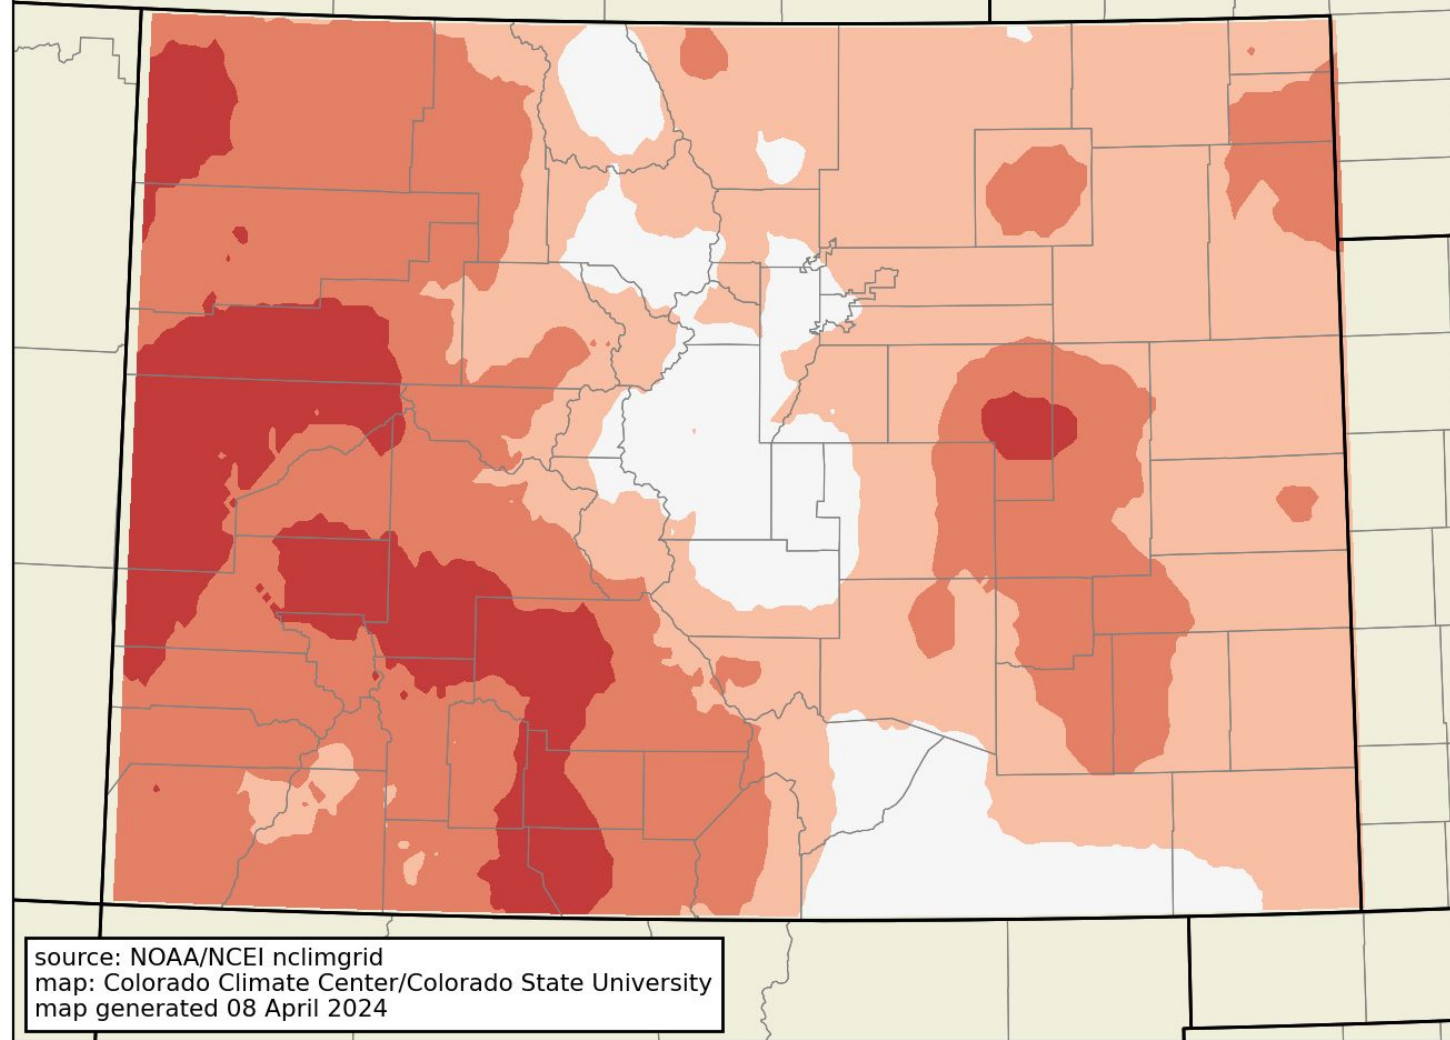 source: NOAA/NCEI nclimgrid
map: Colorado Climate Center/Colorado State University
map generated 08 April 2024